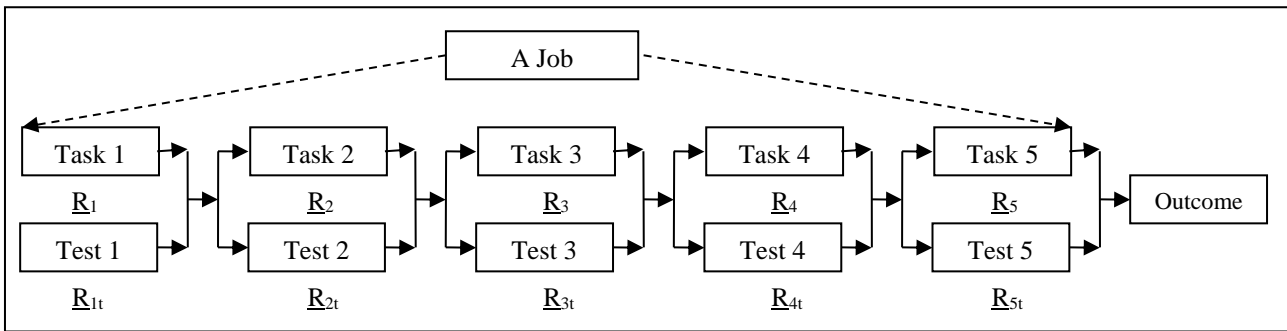 A Job
Task 1 Task 2 Task 3 Task 4 Task 5
R1 R2 R3 R4 R5
Outcome
Test 1 Test 2 Test 3 Test 4 Test 5
R1t R2t R3t R4t R5t